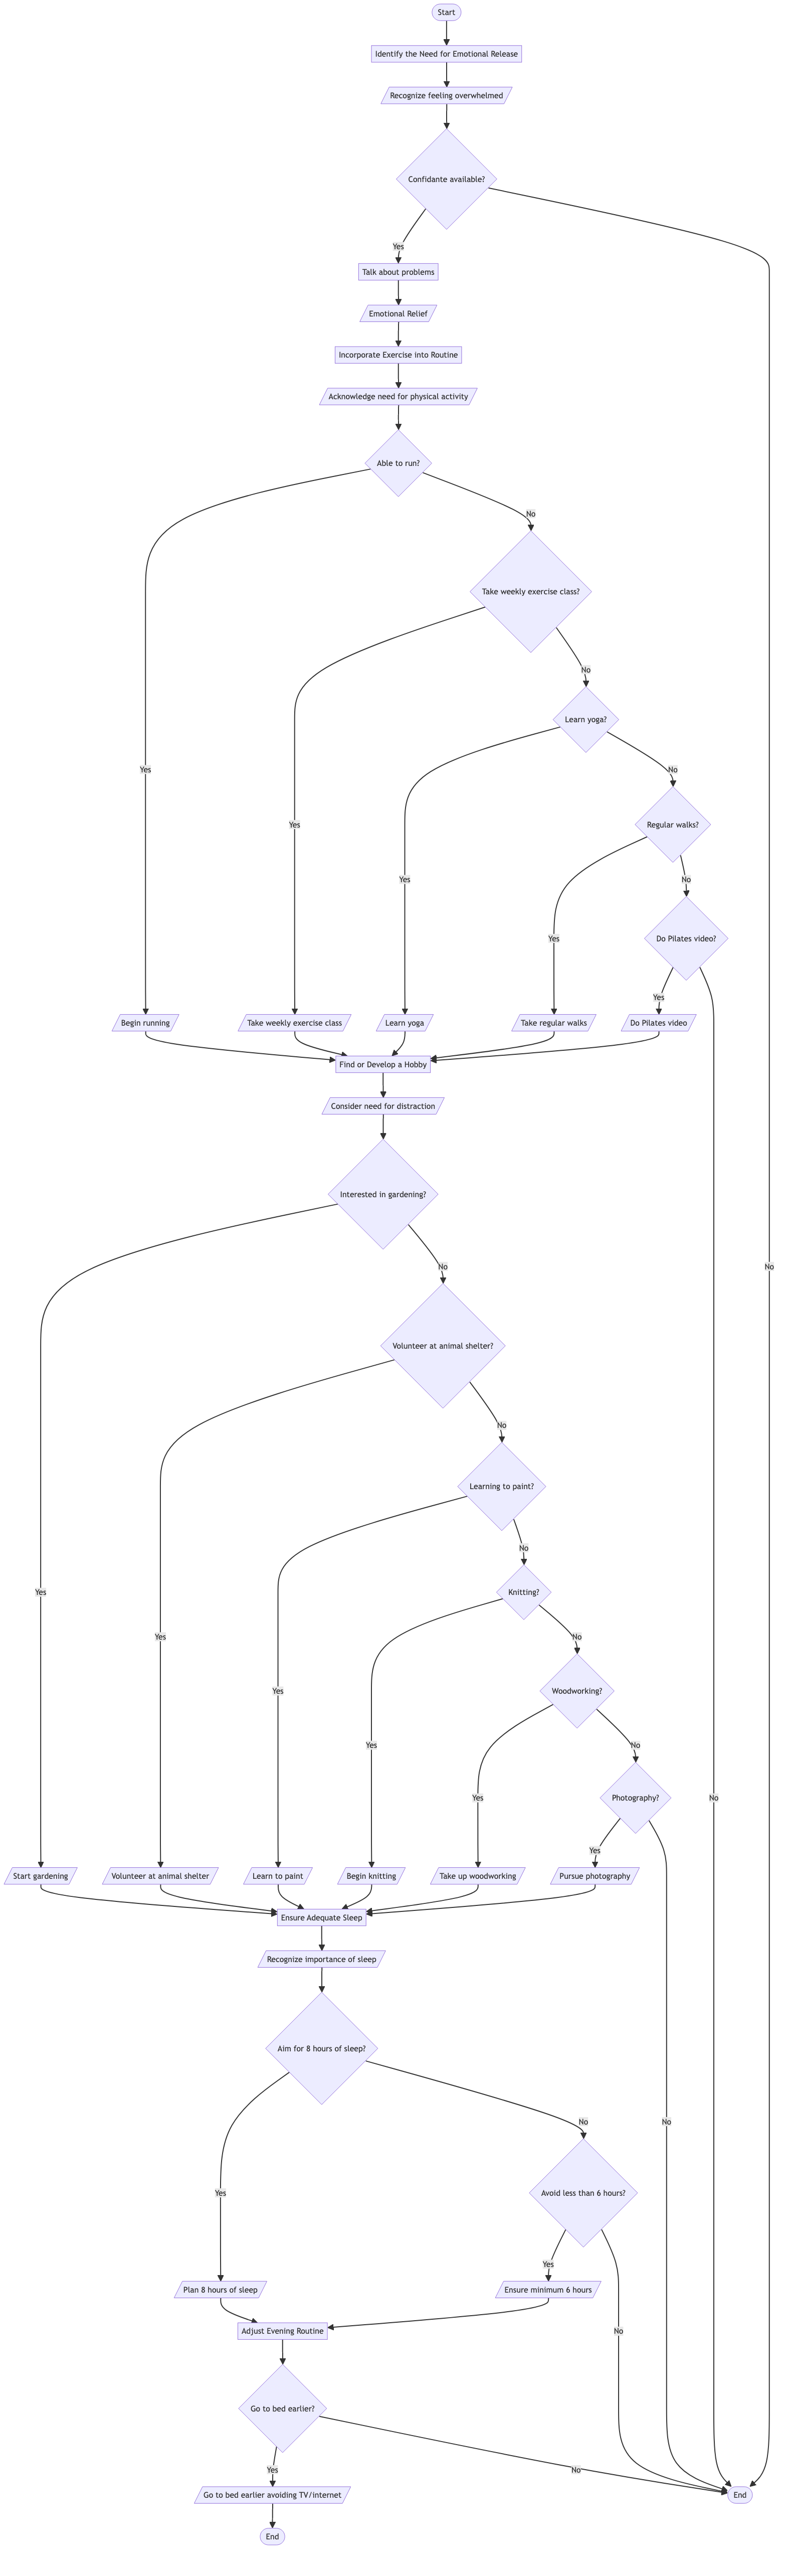 Start
Identify the Need for Emotional Release
Recognize feeling overwhelmed
Confidante available?
Yes
Talk about problems
Emotional Relief
Incorporate Exercise into Routine
Acknowledge need for physical activity
Able to run?
No
Take weekly exercise class?
No
Learn yoga?
Yes
No
Yes
Regular walks?
Yes
No
Yes
Do Pilates video?
Yes
Begin running
Take weekly exercise class
Learn yoga
Take regular walks
Do Pilates video
Find or Develop a Hobby
Consider need for distraction
Interested in gardening?
No
No
Volunteer at animal shelter?
No
Learning to paint?
No
Yes
Knitting?
Yes
No
Yes
Woodworking?
Yes
No
Yes
Photography?
No
Yes
Start gardening
Volunteer at animal shelter
Learn to paint
Begin knitting
Take up woodworking
Pursue photography
Ensure Adequate Sleep
Recognize importance of sleep
Aim for 8 hours of sleep?
No
No
Yes
Avoid less than 6 hours?
Yes
Plan 8 hours of sleep
Ensure minimum 6 hours
Adjust Evening Routine
No
Go to bed earlier?
Yes
No
Go to bed earlier avoiding TV/internet
End
End